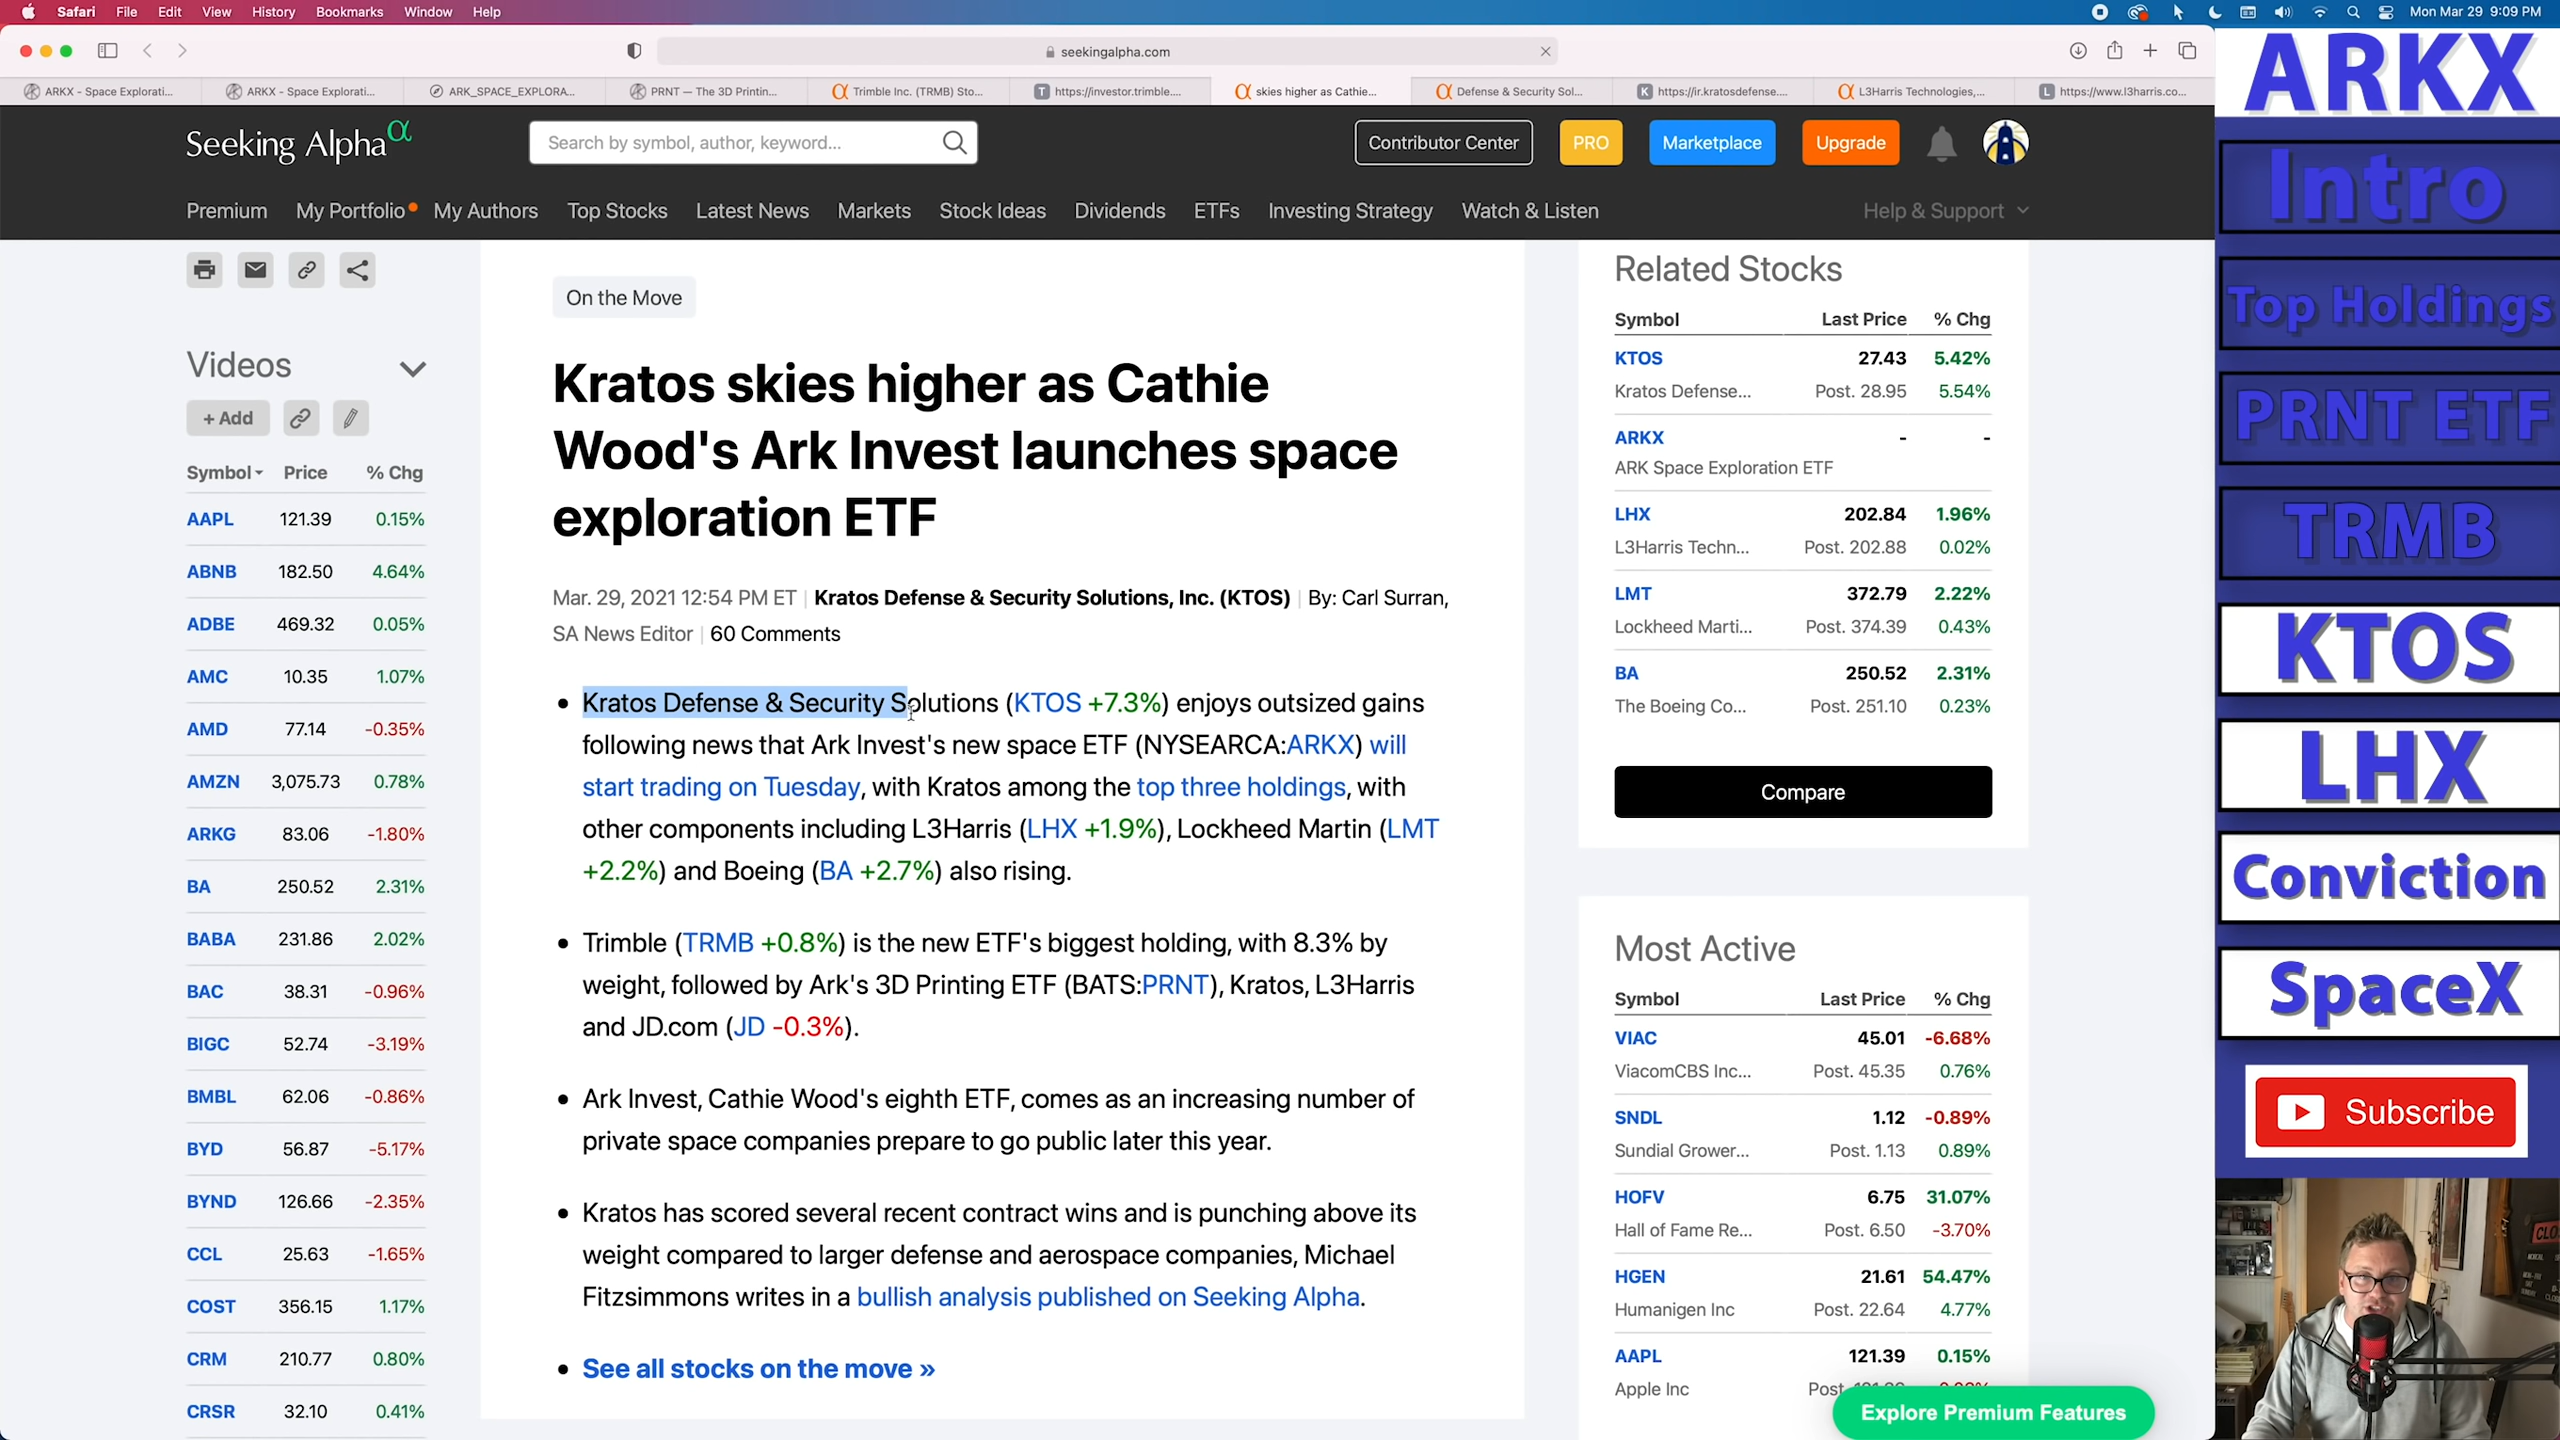 Safari File Edit View History Bookmarks Window Help
Mon Mar 29 9:09 PM
seekingalpha.com
ARKX - Space Explorati...
ARKX - Space Explorati...
ARK_SPACE_EXPLORA...
PRNT — The 3D Printin...
Trimble Inc. (TRMB) Sto...
https://investor.trimble....
skies higher as Cathie...
Defense & Security Sol...
https://ir.kratosdefense....
L3Harris Technologies,...
https://www.l3harris.co...
Seeking Alpha α
Search by symbol, author, keyword...
Contributor Center
PRO
Marketplace
Upgrade
Premium My Portfolio My Authors Top Stocks Latest News Markets Stock Ideas Dividends ETFs Investing Strategy Watch & Listen Help & Support
Videos
+ Add
Symbol Price % Chg
AAPL 121.39 0.15%
ABNB 182.50 4.64%
ADBE 469.32 0.05%
AMC 10.35 1.07%
AMD 77.14 -0.35%
AMZN 3,075.73 0.78%
ARKG 83.06 -1.80%
BA 250.52 2.31%
BABA 231.86 2.02%
BAC 38.31 -0.96%
BIGC 52.74 -3.19%
BMBL 62.06 -0.86%
BYD 56.87 -5.17%
BYND 126.66 -2.35%
CCL 25.63 -1.65%
COST 356.15 1.17%
CRM 210.77 0.80%
CRSR 32.10 0.41%
On the Move
Kratos skies higher as Cathie
Wood's Ark Invest launches space
exploration ETF
Mar. 29, 2021 12:54 PM ET | Kratos Defense & Security Solutions, Inc. (KTOS) | By: Carl Surran,
SA News Editor | 60 Comments
• Kratos Defense & Security Solutions (KTOS +7.3%) enjoys outsized gains
following news that Ark Invest's new space ETF (NYSEARCA:ARKX) will
start trading on Tuesday, with Kratos among the top three holdings, with
other components including L3Harris (LHX +1.9%), Lockheed Martin (LMT
+2.2%) and Boeing (BA +2.7%) also rising.
• Trimble (TRMB +0.8%) is the new ETF's biggest holding, with 8.3% by
weight, followed by Ark's 3D Printing ETF (BATS:PRNT), Kratos, L3Harris
and JD.com (JD -0.3%).
• Ark Invest, Cathie Wood's eighth ETF, comes as an increasing number of
private space companies prepare to go public later this year.
• Kratos has scored several recent contract wins and is punching above its
weight compared to larger defense and aerospace companies, Michael
Fitzsimmons writes in a bullish analysis published on Seeking Alpha.
• See all stocks on the move »
Related Stocks
Symbol Last Price % Chg
KTOS 27.43 5.42%
Kratos Defense... Post. 28.95 5.54%
ARKX - -
ARK Space Exploration ETF
LHX 202.84 1.96%
L3Harris Techn... Post. 202.88 0.02%
LMT 372.79 2.22%
Lockheed Marti... Post. 374.39 0.43%
BA 250.52 2.31%
The Boeing Co... Post. 251.10 0.23%
Compare
Most Active
Symbol Last Price % Chg
VIAC 45.01 -6.68%
ViacomCBS Inc... Post. 45.35 0.76%
SNDL 1.12 -0.89%
Sundial Grower... Post. 1.13 0.89%
HOFV 6.75 31.07%
Hall of Fame Re... Post. 6.50 -3.70%
HGEN 21.61 54.47%
Humanigen Inc Post. 22.64 4.77%
AAPL 121.39 0.15%
Apple Inc Post.
Explore Premium Features
ARKX
Intro
Top Holdings
PRNT ETF
TRMB
KTOS
LHX
Conviction
SpaceX
Subscribe